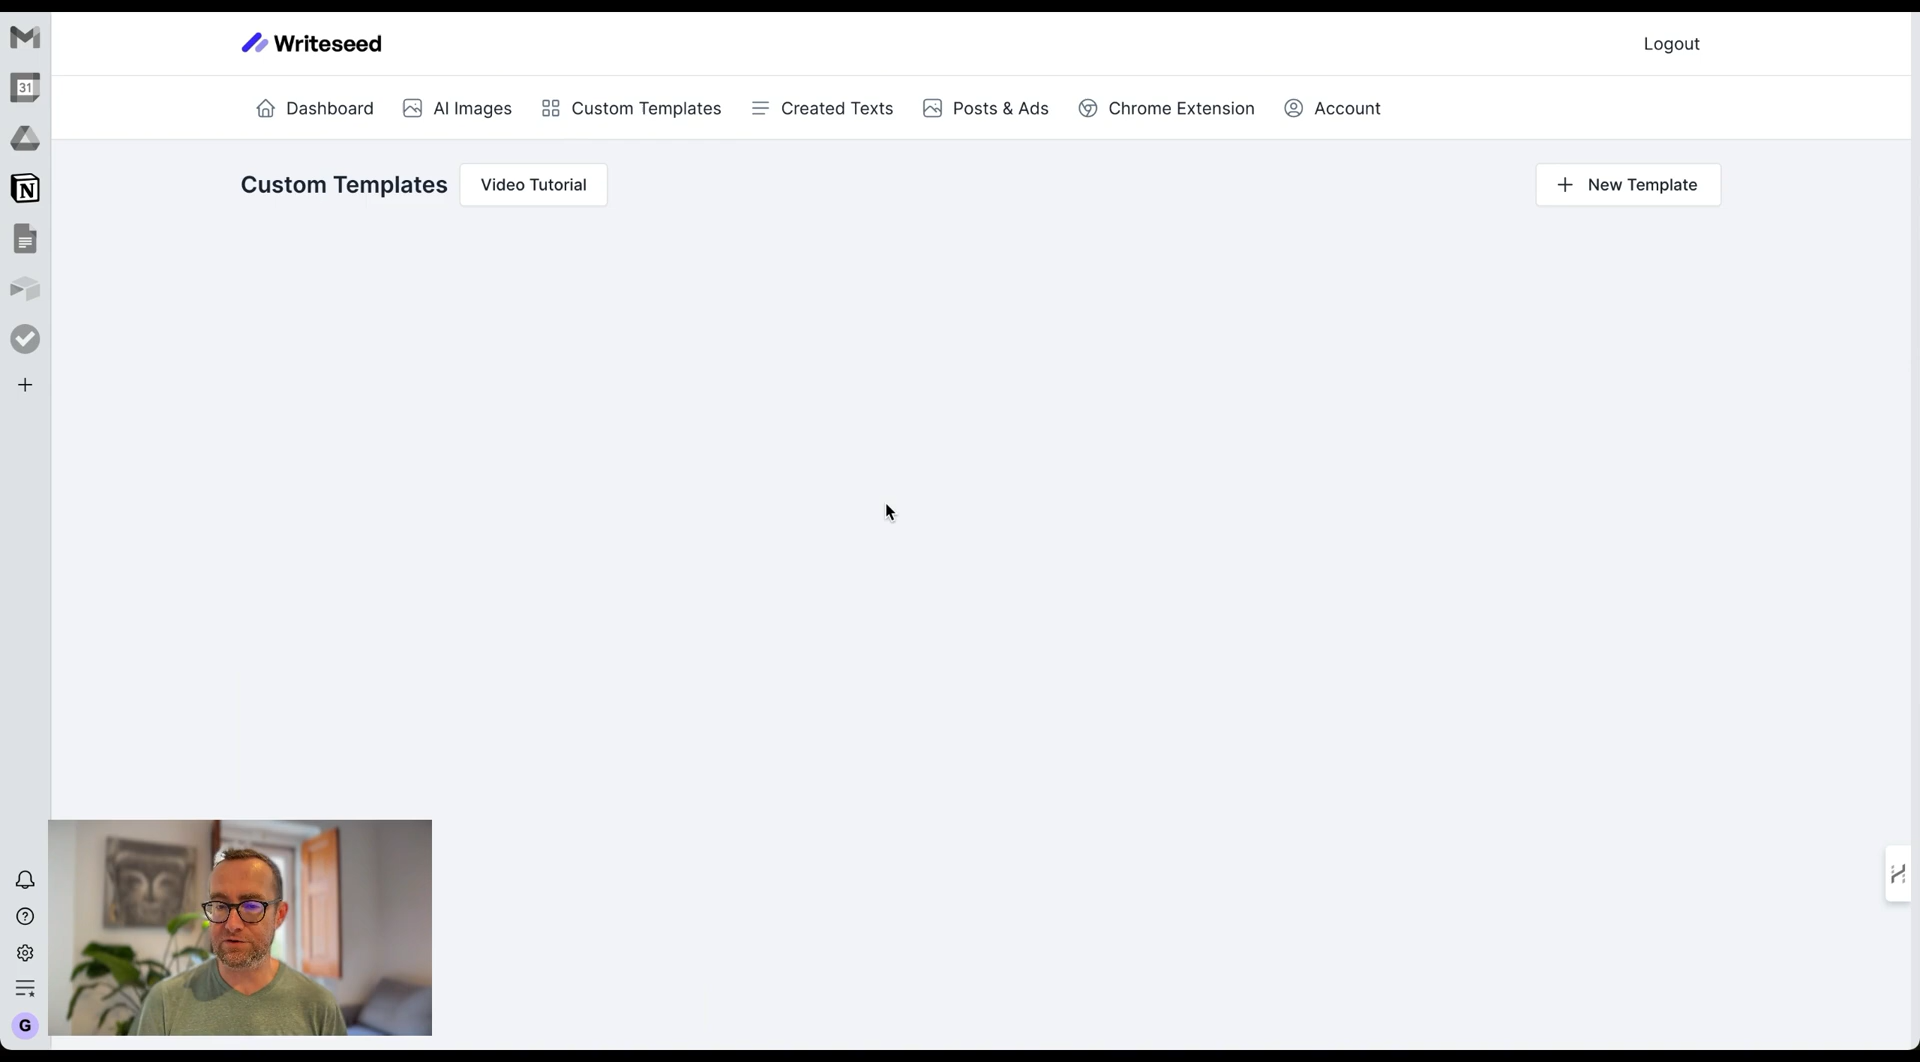 Writeseed
Logout
31
Dashboard
AI Images
Custom Templates
Created Texts
Posts & Ads
Chrome Extension
Account
Custom Templates
Video Tutorial
+ New Template
N
G